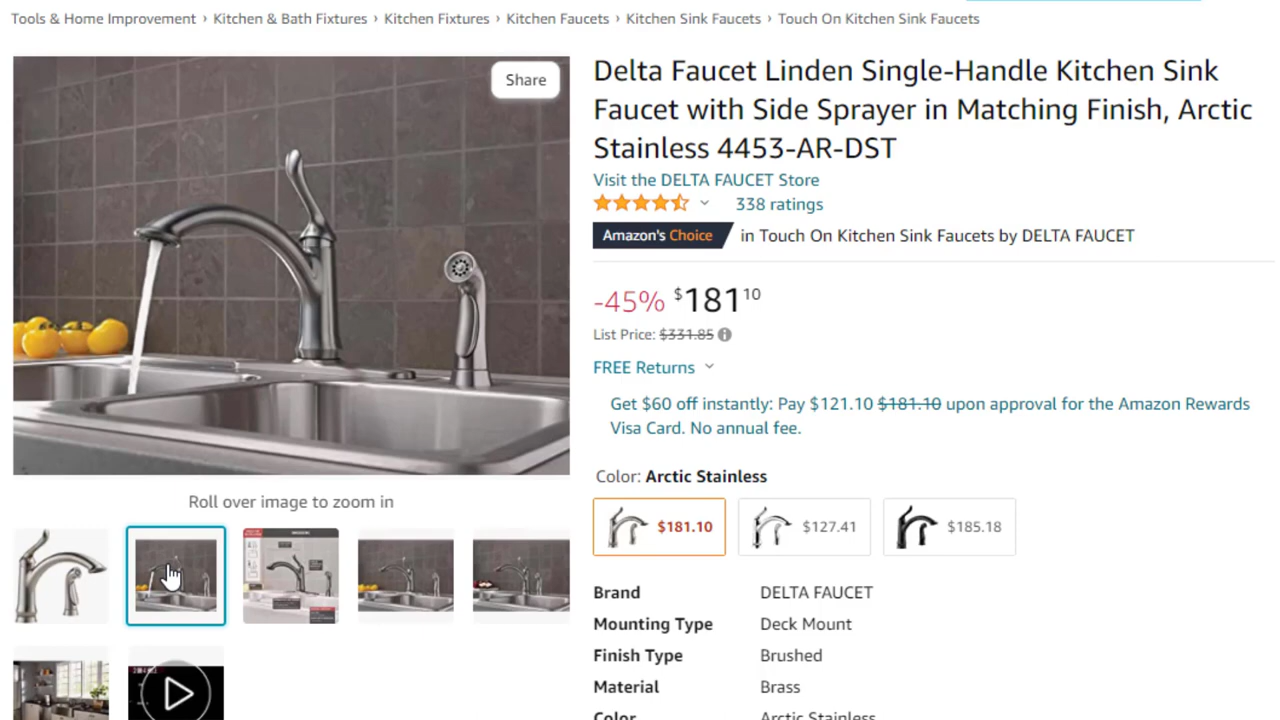 Tools & Home Improvement › Kitchen & Bath Fixtures › Kitchen Fixtures › Kitchen Faucets › Kitchen Sink Faucets › Touch On Kitchen Sink Faucets
Share
Delta Faucet Linden Single-Handle Kitchen Sink
Faucet with Side Sprayer in Matching Finish, Arctic
Stainless 4453-AR-DST
Visit the DELTA FAUCET Store
338 ratings
Amazon's Choice in Touch On Kitchen Sink Faucets by DELTA FAUCET
-45% $181 10
List Price: $331.85
FREE Returns
Get $60 off instantly: Pay $121.10 $181.10 upon approval for the Amazon Rewards
Visa Card. No annual fee.
Color: Arctic Stainless
$181.10 $127.41 $185.18
Roll over image to zoom in
Brand DELTA FAUCET
Mounting Type Deck Mount
Finish Type Brushed
Material Brass
Color Arctic Stainless